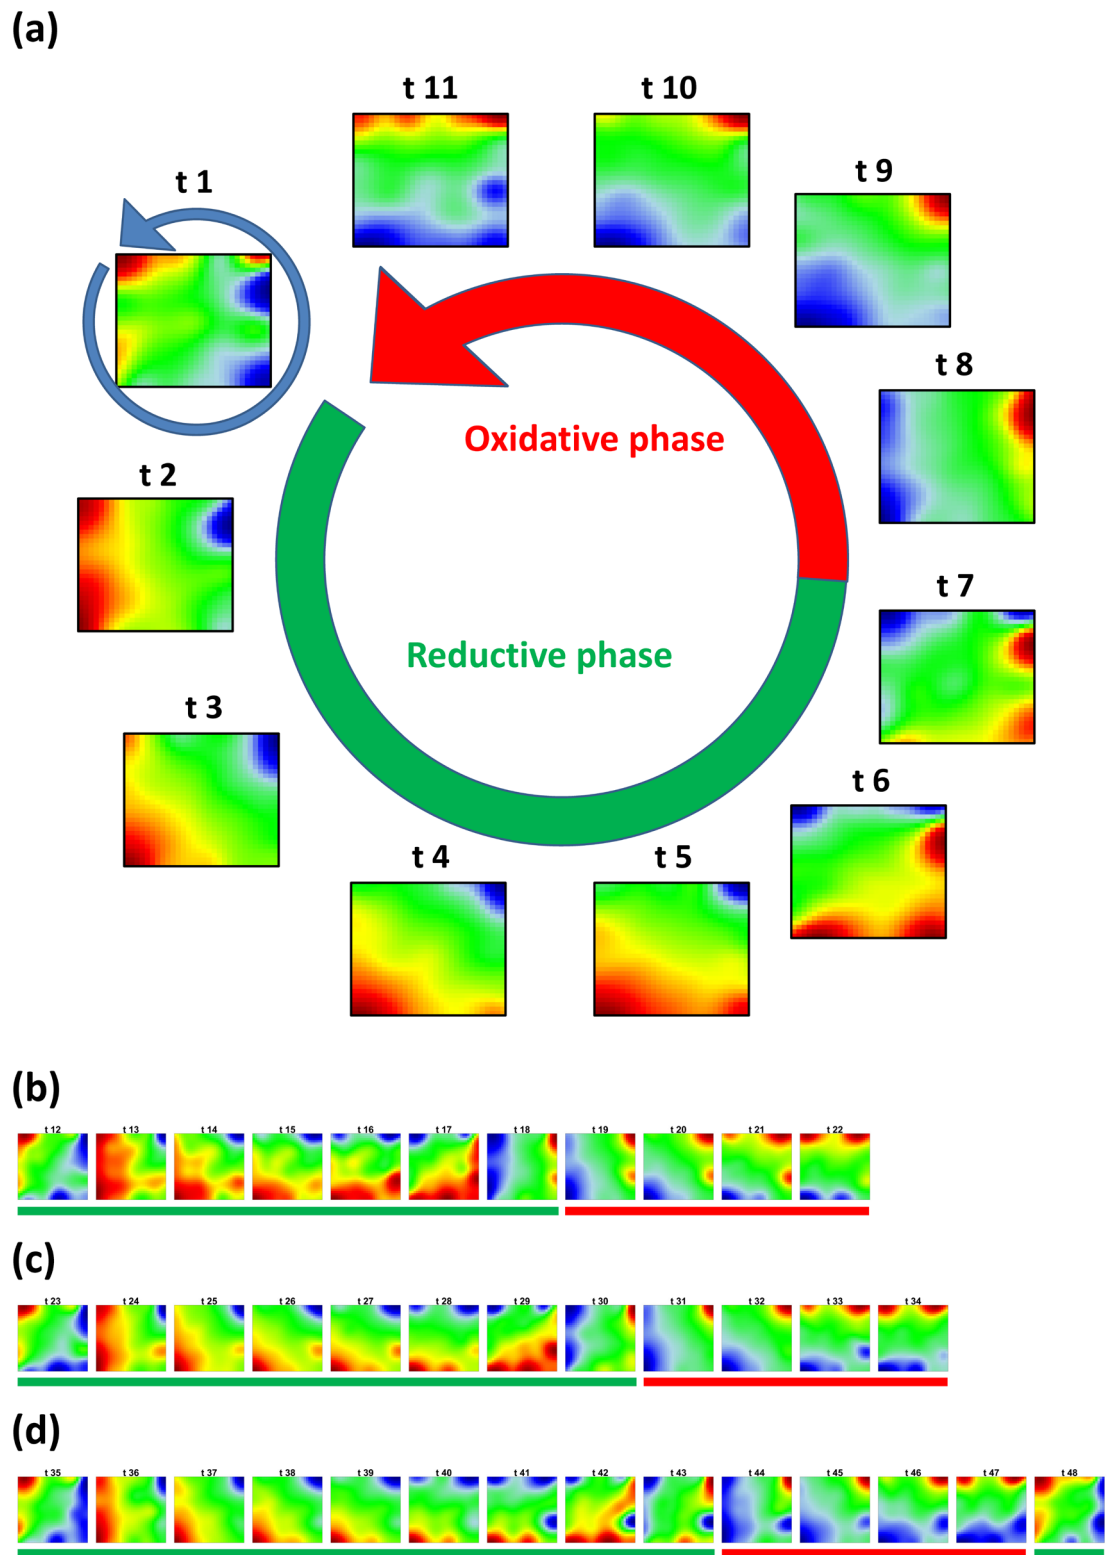 (a)
t 11
t 10
t 9
t 1
t 8
Oxidative phase
t 2
t 7
Reductive phase
t 3
t 6
t 4
t 5
(b)
t 12 t 13 t 14 t 15 t 16 t 17 t 18 t 19 t 20 t 21 t 22
(c)
t 23 t 24 t 25 t 26 t 27 t 28 t 29 t 30 t 31 t 32 t 33 t 34
(d)
t 35 t 36 t 37 t 38 t 39 t 40 t 41 t 42 t 43 t 44 t 45 t 46 t 47 t 48